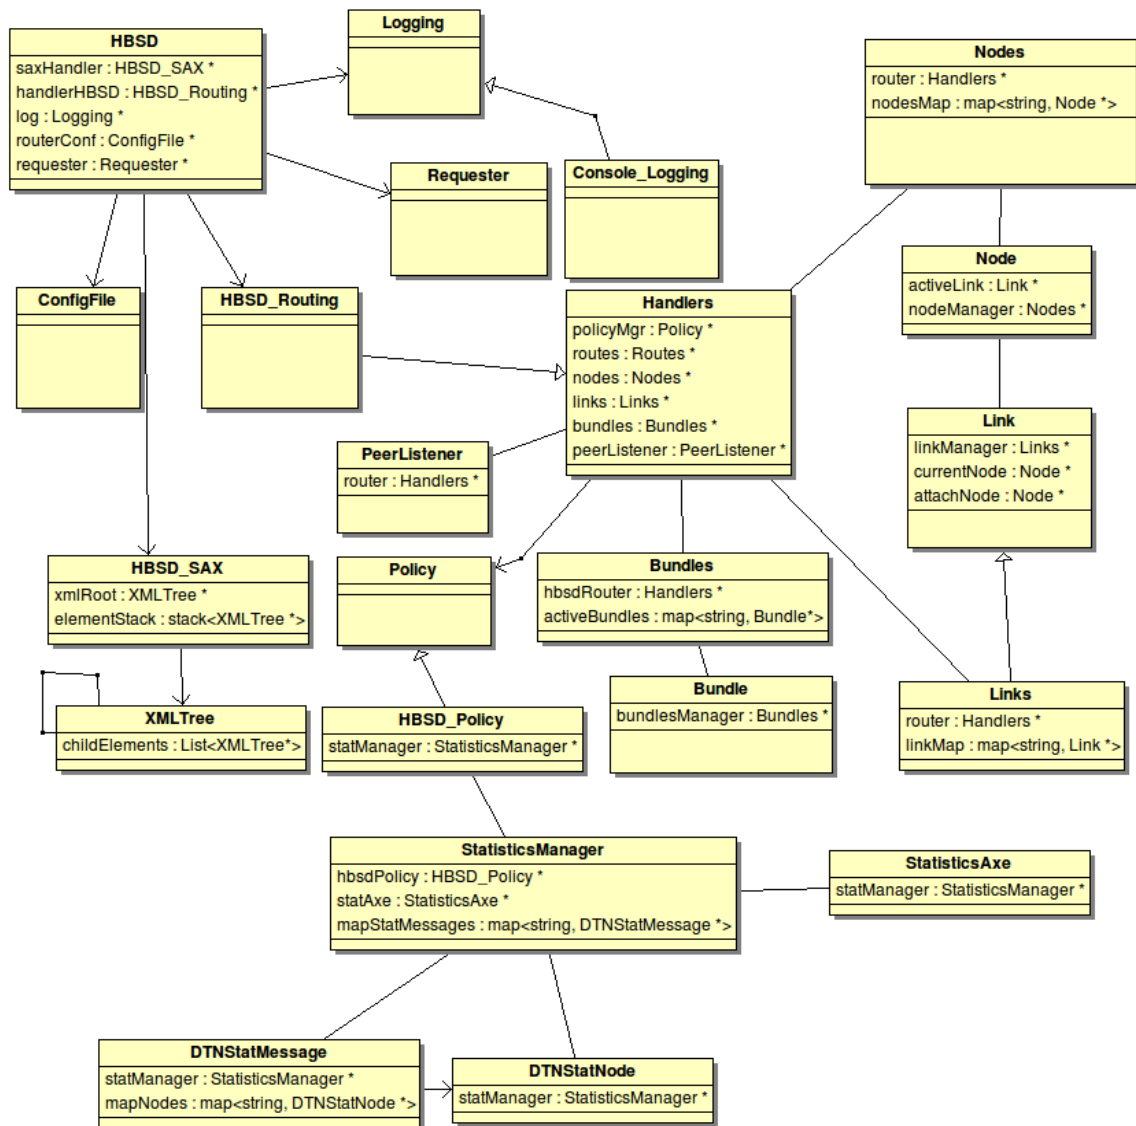 Logging
HBSD
saxHandler : HBSD_SAX *
handlerHBSD : HBSD_Routing *
log : Logging *
routerConf : ConfigFile *
requester : Requester *
Nodes
router : Handlers *
nodesMap : map<string, Node *>
Requester
Console_Logging
Node
activeLink : Link *
nodeManager : Nodes *
ConfigFile
HBSD_Routing
Handlers
policyMgr : Policy *
routes : Routes *
nodes : Nodes *
links : Links *
bundles : Bundles *
peerListener : PeerListener *
Link
linkManager : Links *
currentNode : Node *
attachNode : Node *
PeerListener
router : Handlers *
HBSD_SAX
xmlRoot : XMLTree *
elementStack : stack<XMLTree *>
Policy
Bundles
hbsdRouter : Handlers *
activeBundles : map<string, Bundle*>
Bundle
bundlesManager : Bundles *
Links
router : Handlers *
linkMap : map<string, Link *>
XMLTree
childElements : List<XMLTree*>
HBSD_Policy
statManager : StatisticsManager *
StatisticsManager
hbsdPolicy : HBSD_Policy *
statAxe : StatisticsAxe *
mapStatMessages : map<string, DTNStatMessage *>
StatisticsAxe
statManager : StatisticsManager *
DTNStatMessage
statManager : StatisticsManager *
mapNodes : map<string, DTNStatNode *>
DTNStatNode
statManager : StatisticsManager *